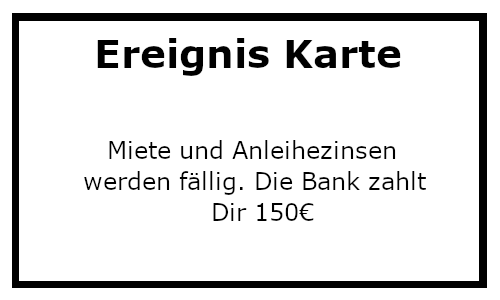 Ereignis Karte
Miete und Anleihezinsen
werden fällig. Die Bank zahlt
Dir 150€